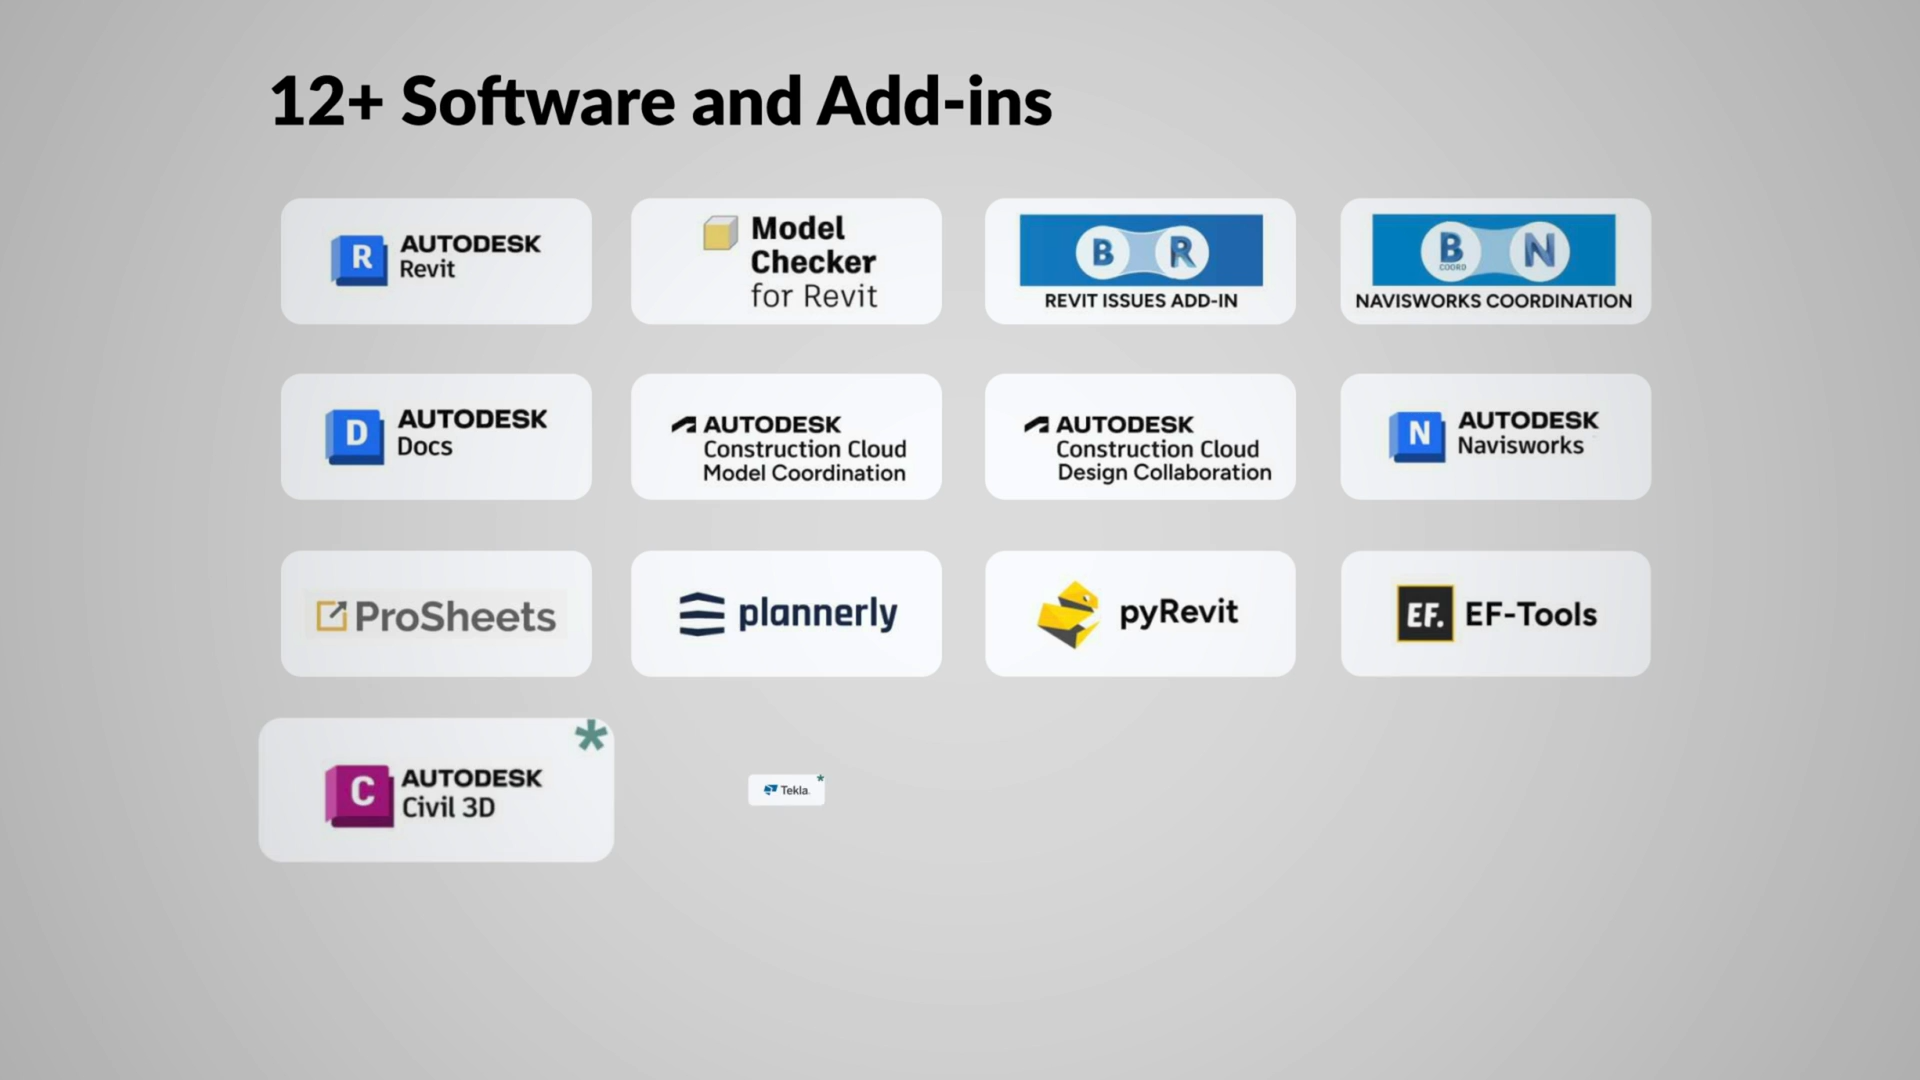 12+ Software and Add-ins
R AUTODESK
Revit
Model
Checker
for Revit
B R
REVIT ISSUES ADD-IN
B N
COORD
NAVISWORKS COORDINATION
D AUTODESK
Docs
AUTODESK
Construction Cloud
Model Coordination
AUTODESK
Construction Cloud
Design Collaboration
N AUTODESK
Navisworks
ProSheets
plannerly
pyRevit
EF. EF-Tools
*
C AUTODESK
Civil 3D
*
Tekla.